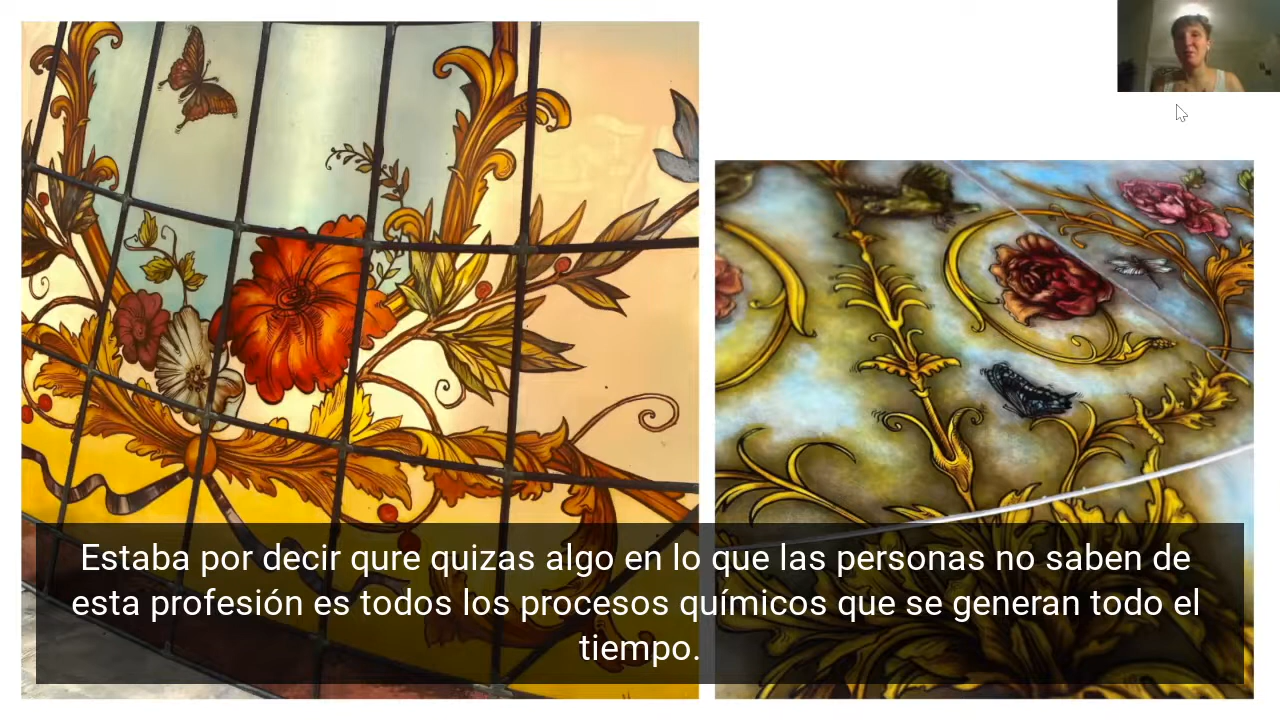 Estaba por decir qure quizas algo en lo que las personas no saben de
esta profesión es todos los procesos químicos que se generan todo el
tiempo.